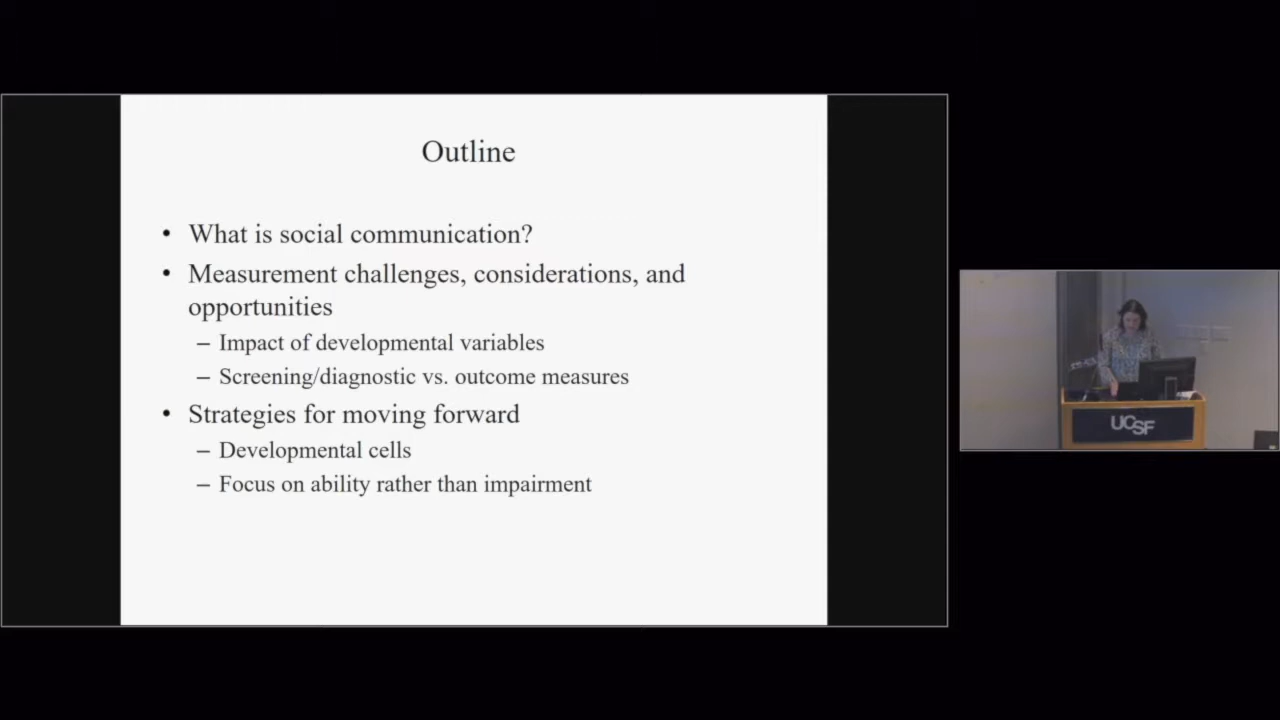 Outline
• What is social communication?
• Measurement challenges, considerations, and
opportunities
– Impact of developmental variables
– Screening/diagnostic vs. outcome measures
• Strategies for moving forward
– Developmental cells
– Focus on ability rather than impairment
UCSF